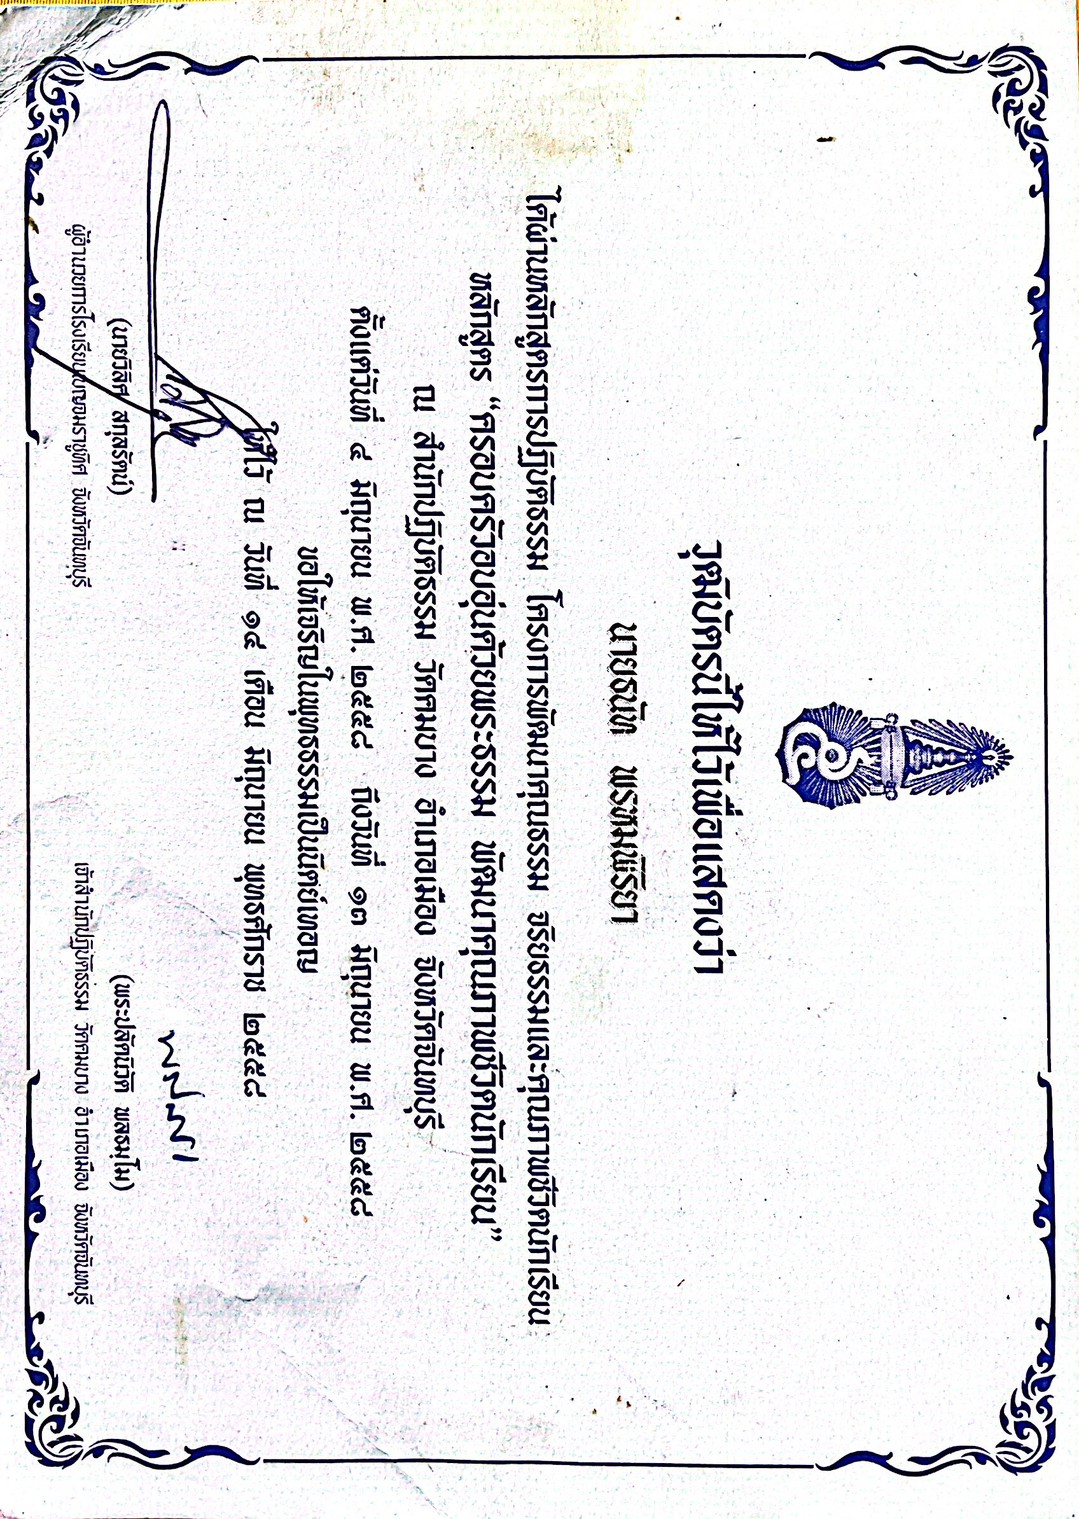 วุฒิบัตรนี้ให้ไว้เพื่อแสดงว่า
นายธนัท พรหมพิริยา
ได้ผ่านหลักสูตรการปฏิบัติธรรม โครงการพัฒนาคุณธรรม จริยธรรมและคุณภาพชีวิตนักเรียน
หลักสูตร “ครอบครัวอบอุ่นด้วยพระธรรม พัฒนาคุณภาพชีวิตนักเรียน”
ณ สำนักปฏิบัติธรรม วัดคมบาง อำเภอเมือง จังหวัดจันทบุรี
ตั้งแต่วันที่ ๔ มิถุนายน พ.ศ. ๒๕๕๘ ถึงวันที่ ๑๓ มิถุนายน พ.ศ. ๒๕๕๘
ขอให้เจริญในพุทธธรรมเป็นนิตย์เทอญ
ให้ไว้ ณ วันที่ ๑๔ เดือน มิถุนายน พุทธศักราช ๒๕๕๘
(นายวิลิศ สกุลรัตน์)
ผู้อำนวยการโรงเรียนเบญจมราชูทิศ จังหวัดจันทบุรี
(พระปลัดนิวัติ พลธมฺโม)
เจ้าสำนักปฏิบัติธรรม วัดคมบาง อำเภอเมือง จังหวัดจันทบุรี